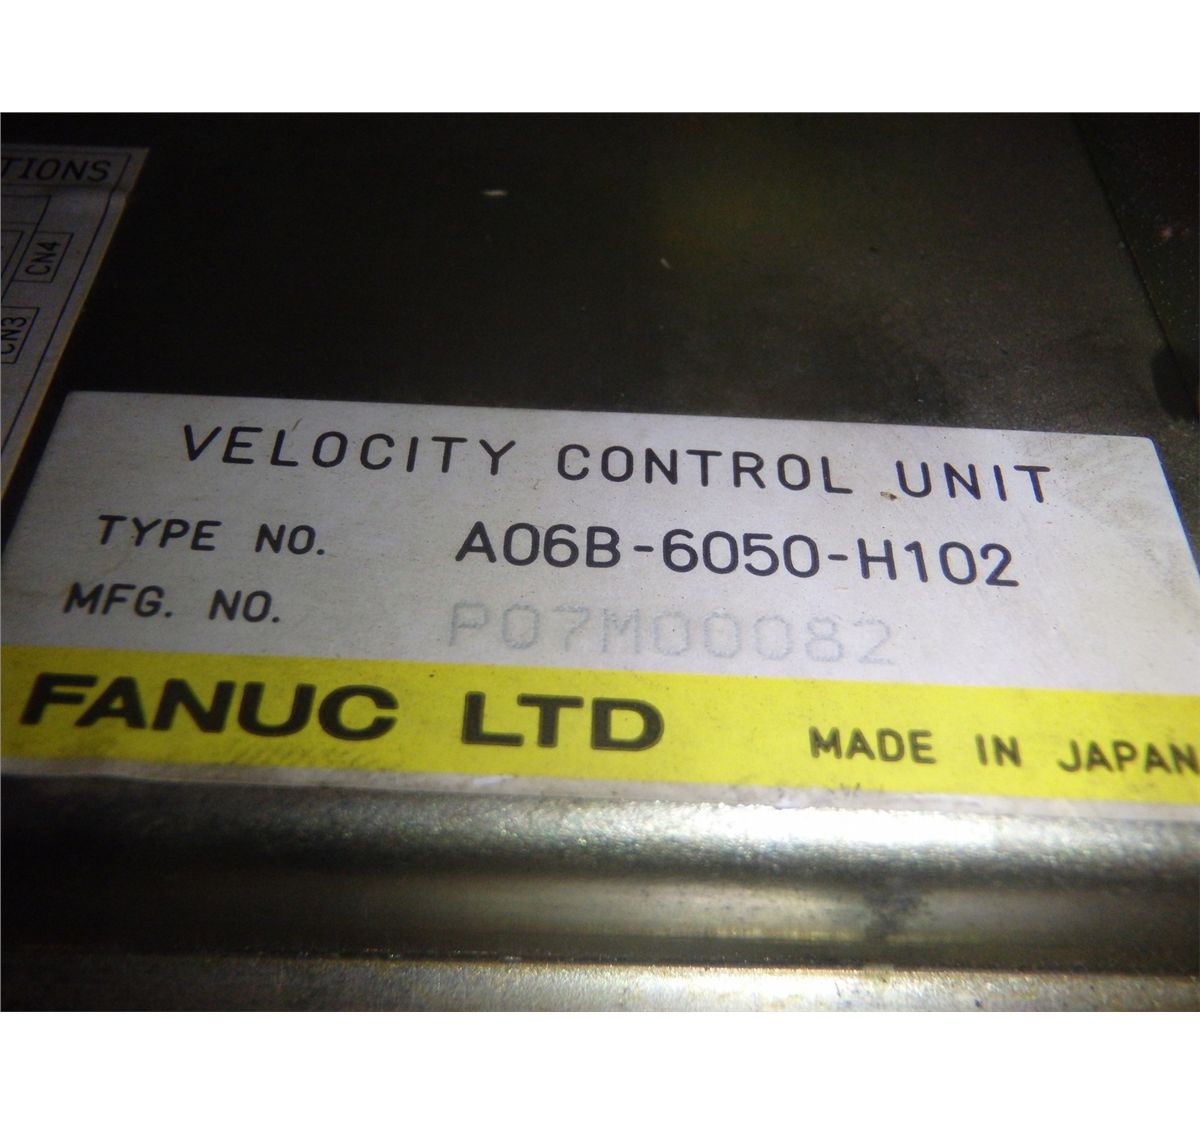 TIONS
CN4
CN3
VELOCITY CONTROL UNIT
TYPE NO. A06B-6050-H102
MFG. NO. P07M00082
FANUC LTD MADE IN JAPAN